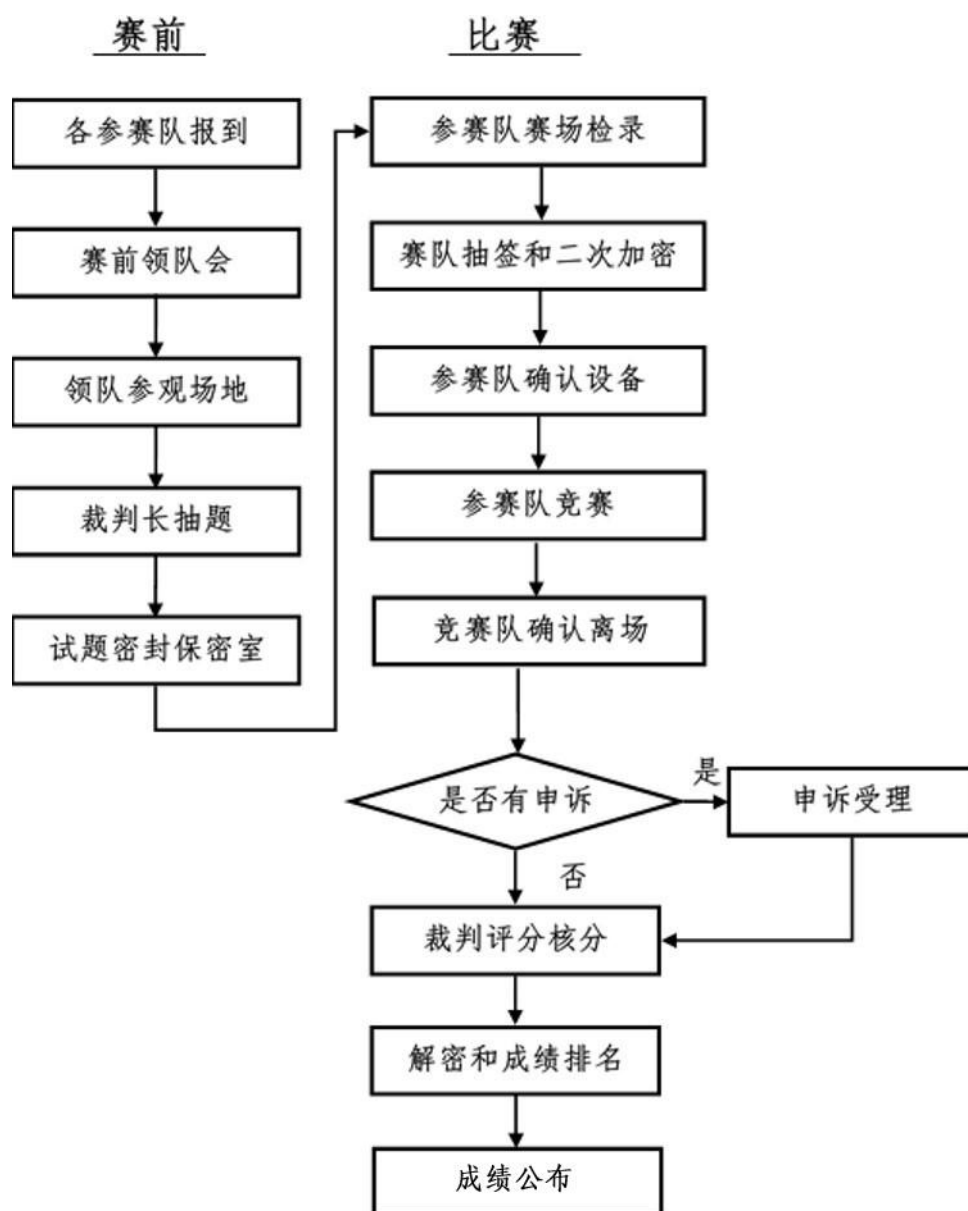 赛前
各参赛队报到
赛前领队会
领队参观场地
裁判长抽题
试题密封保密室
比赛
参赛队赛场检录
赛队抽签和二次加密
参赛队确认设备
参赛队竞赛
竞赛队确认离场
是否有申诉
是
申诉受理
否
裁判评分核分
解密和成绩排名
成绩公布